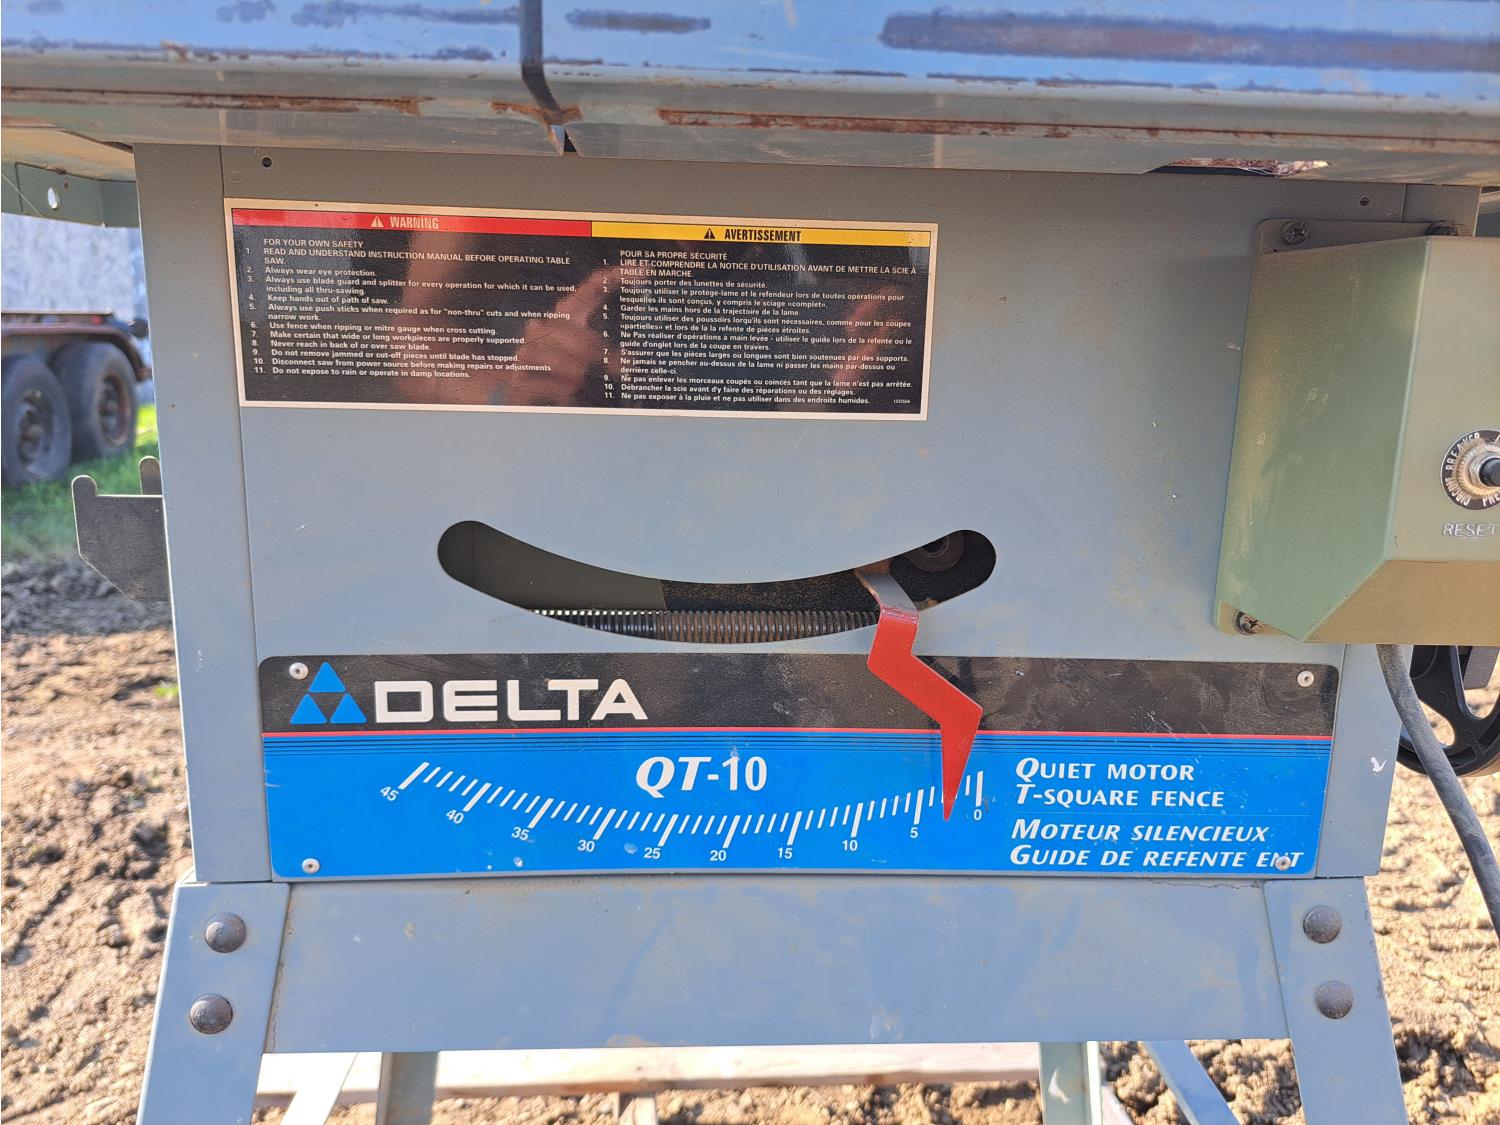 WARNING
FOR YOUR OWN SAFETY
1. READ AND UNDERSTAND INSTRUCTION MANUAL BEFORE OPERATING TABLE
SAW.
2. Always wear eye protection.
3. Always use blade guard and splitter for every operation for which it can be used,
including all thru-sawing.
4. Keep hands out of path of saw.
5. Always use push sticks when required as for "non-thru" cuts and when ripping
narrow work.
6. Use fence when ripping or mitre gauge when cross cutting.
7. Make certain that wide or long workpieces are properly supported.
8. Never reach in back of or over saw blade.
9. Do not remove jammed or cut-off pieces until blade has stopped.
10. Disconnect saw from power source before making repairs or adjustments.
11. Do not expose to rain or operate in damp locations.
AVERTISSEMENT
POUR SA PROPRE SÉCURITÉ
1. LIRE ET COMPRENDRE LA NOTICE D'UTILISATION AVANT DE METTRE LA SCIE À
TABLE EN MARCHE.
2. Toujours porter des lunettes de sécurité.
3. Toujours utiliser le protège-lame et le refendeur lors de toutes opérations pour
lesquelles ils sont conçus, y compris le sciage «complet».
4. Garder les mains hors de la trajectoire de la lame.
5. Toujours utiliser des poussoirs lorsqu'ils sont nécessaires, comme pour les coupes
«partielles» et lors de la refente de pièces étroites.
6. Ne Pas réaliser d'opérations à main levée - utiliser le guide lors de la refente ou le
guide d'onglet lors de la coupe en travers.
7. S'assurer que les pièces larges ou longues sont bien soutenues par des supports.
8. Ne jamais se pencher au-dessus de la lame ni passer les mains par-dessus ou
derrière celle-ci.
9. Ne pas enlever les morceaux coupés ou coincés tant que la lame n'est pas arrêtée.
10. Débrancher la scie avant d'y faire des réparations ou des réglages.
11. Ne pas exposer à la pluie et ne pas utiliser dans des endroits humides.
CIRCUIT BREAKER
RESET
DELTA
QT-10
45 40 35 30 25 20 15 10 5 0
QUIET MOTOR
T-SQUARE FENCE
MOTEUR SILENCIEUX
GUIDE DE REFENTE EN T